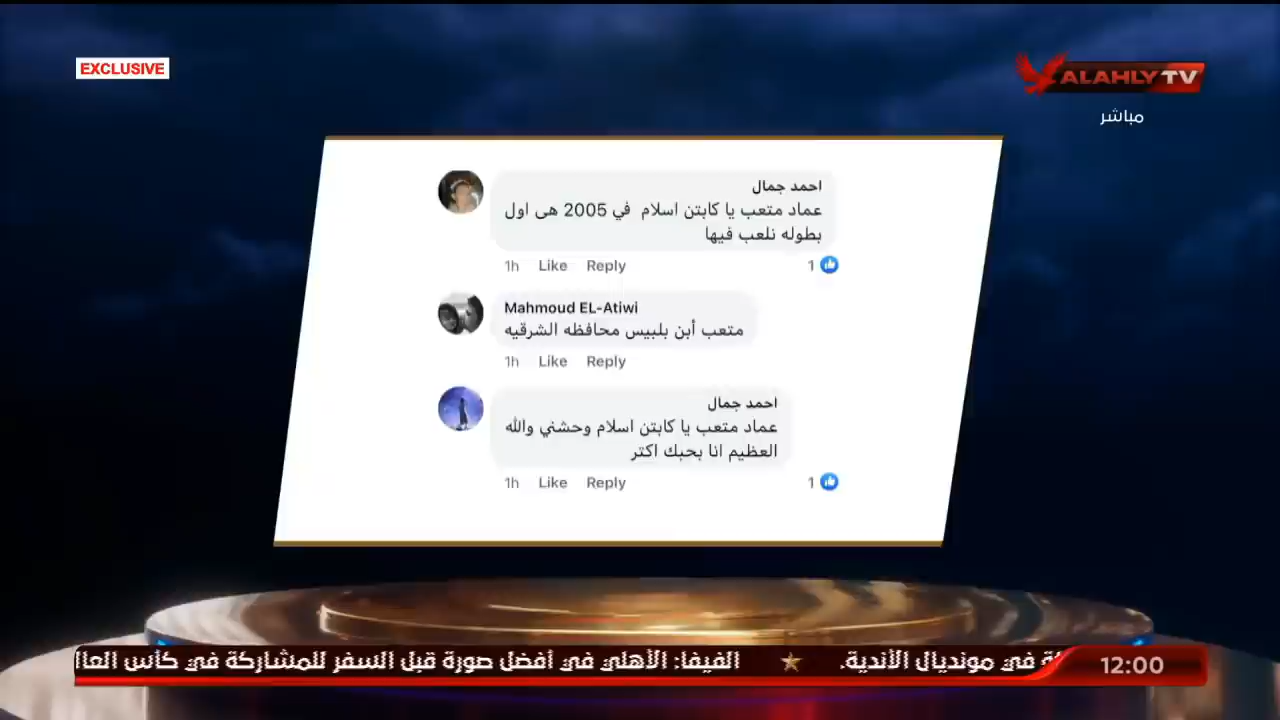 EXCLUSIVE
ALAHLY TV
مباشر
احمد جمال
عماد متعب يا كابتن اسلام في 2005 هى اول
بطوله نلعب فيها
1h Like Reply 1
Mahmoud EL-Atiwi
متعب أبن بلبيس محافظه الشرقيه
1h Like Reply
احمد جمال
عماد متعب يا كابتن اسلام وحشني والله
العظيم انا بحبك اكتر
1h Like Reply 1
في مونديال الأندية. الفيفا: الأهلي في أفضل صورة قبل السفر للمشاركة في كأس
12:00